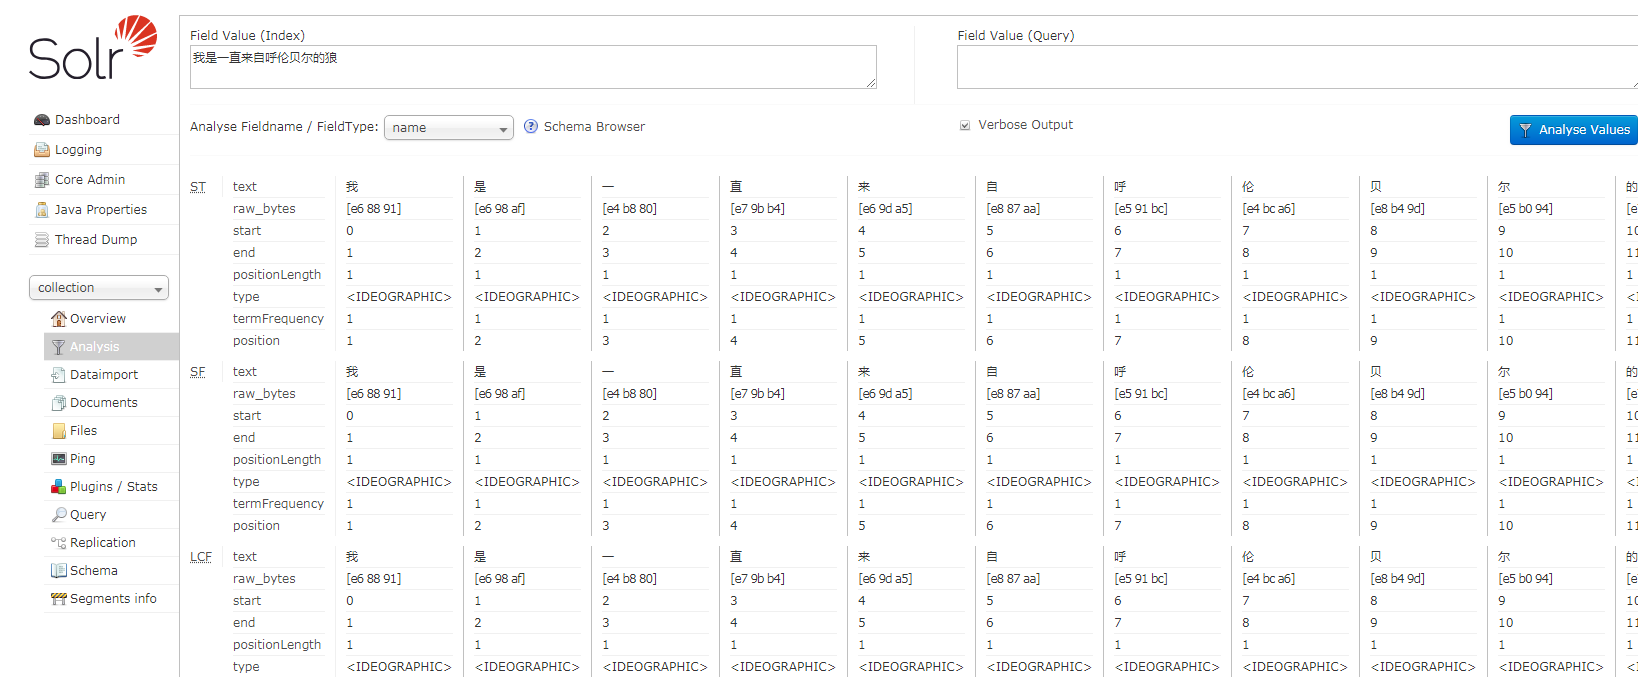 Solr
Dashboard
Logging
Core Admin
Java Properties
Thread Dump
collection
Overview
Analysis
Dataimport
Documents
Files
Ping
Plugins / Stats
Query
Replication
Schema
Segments info
Field Value (Index)
我是一直来自呼伦贝尔的狼
Field Value (Query)
Analyse Fieldname / FieldType: name ? Schema Browser
Verbose Output
Analyse Values
ST text 我 是 一 直 来 自 呼 伦 贝 尔 的
raw_bytes [e6 88 91] [e6 98 af] [e4 b8 80] [e7 9b b4] [e6 9d a5] [e8 87 aa] [e5 91 bc] [e4 bc a6] [e8 b4 9d] [e5 b0 94] [e
start 0 1 2 3 4 5 6 7 8 9 10
end 1 2 3 4 5 6 7 8 9 10 11
positionLength 1 1 1 1 1 1 1 1 1 1 1
type <IDEOGRAPHIC> <IDEOGRAPHIC> <IDEOGRAPHIC> <IDEOGRAPHIC> <IDEOGRAPHIC> <IDEOGRAPHIC> <IDEOGRAPHIC> <IDEOGRAPHIC> <IDEOGRAPHIC> <IDEOGRAPHIC> <I
termFrequency 1 1 1 1 1 1 1 1 1 1 1
position 1 2 3 4 5 6 7 8 9 10 11
SF text 我 是 一 直 来 自 呼 伦 贝 尔 的
raw_bytes [e6 88 91] [e6 98 af] [e4 b8 80] [e7 9b b4] [e6 9d a5] [e8 87 aa] [e5 91 bc] [e4 bc a6] [e8 b4 9d] [e5 b0 94] [e
start 0 1 2 3 4 5 6 7 8 9 10
end 1 2 3 4 5 6 7 8 9 10 11
positionLength 1 1 1 1 1 1 1 1 1 1 1
type <IDEOGRAPHIC> <IDEOGRAPHIC> <IDEOGRAPHIC> <IDEOGRAPHIC> <IDEOGRAPHIC> <IDEOGRAPHIC> <IDEOGRAPHIC> <IDEOGRAPHIC> <IDEOGRAPHIC> <IDEOGRAPHIC> <I
termFrequency 1 1 1 1 1 1 1 1 1 1 1
position 1 2 3 4 5 6 7 8 9 10 11
LCF text 我 是 一 直 来 自 呼 伦 贝 尔 的
raw_bytes [e6 88 91] [e6 98 af] [e4 b8 80] [e7 9b b4] [e6 9d a5] [e8 87 aa] [e5 91 bc] [e4 bc a6] [e8 b4 9d] [e5 b0 94] [e
start 0 1 2 3 4 5 6 7 8 9 10
end 1 2 3 4 5 6 7 8 9 10 11
positionLength 1 1 1 1 1 1 1 1 1 1 1
type <IDEOGRAPHIC> <IDEOGRAPHIC> <IDEOGRAPHIC> <IDEOGRAPHIC> <IDEOGRAPHIC> <IDEOGRAPHIC> <IDEOGRAPHIC> <IDEOGRAPHIC> <IDEOGRAPHIC> <IDEOGRAPHIC> <I